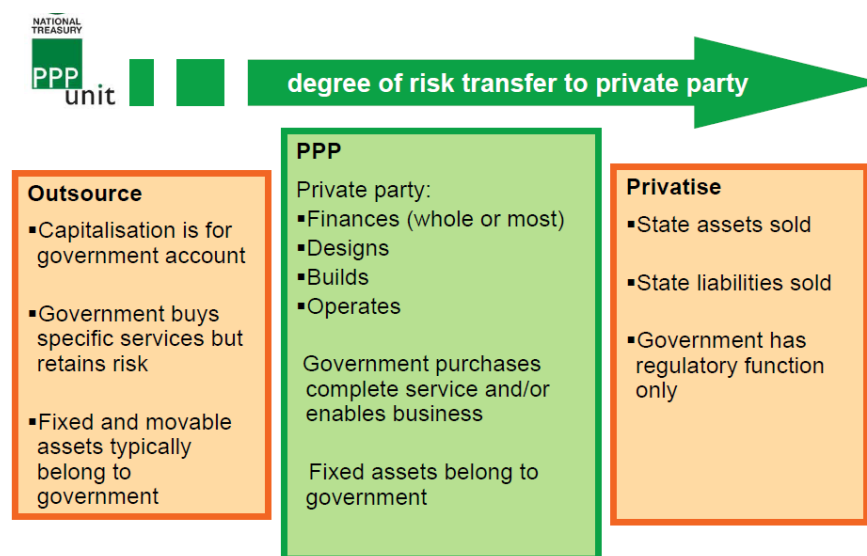 NATIONAL
TREASURY
PPP
unit
degree of risk transfer to private party
Outsource
▪Capitalisation is for
government account
▪Government buys
specific services but
retains risk
▪Fixed and movable
assets typically
belong to
government
PPP
Private party:
▪Finances (whole or most)
▪Designs
▪Builds
▪Operates
Government purchases
complete service and/or
enables business
Fixed assets belong to
government
Privatise
▪State assets sold
▪State liabilities sold
▪Government has
regulatory function
only